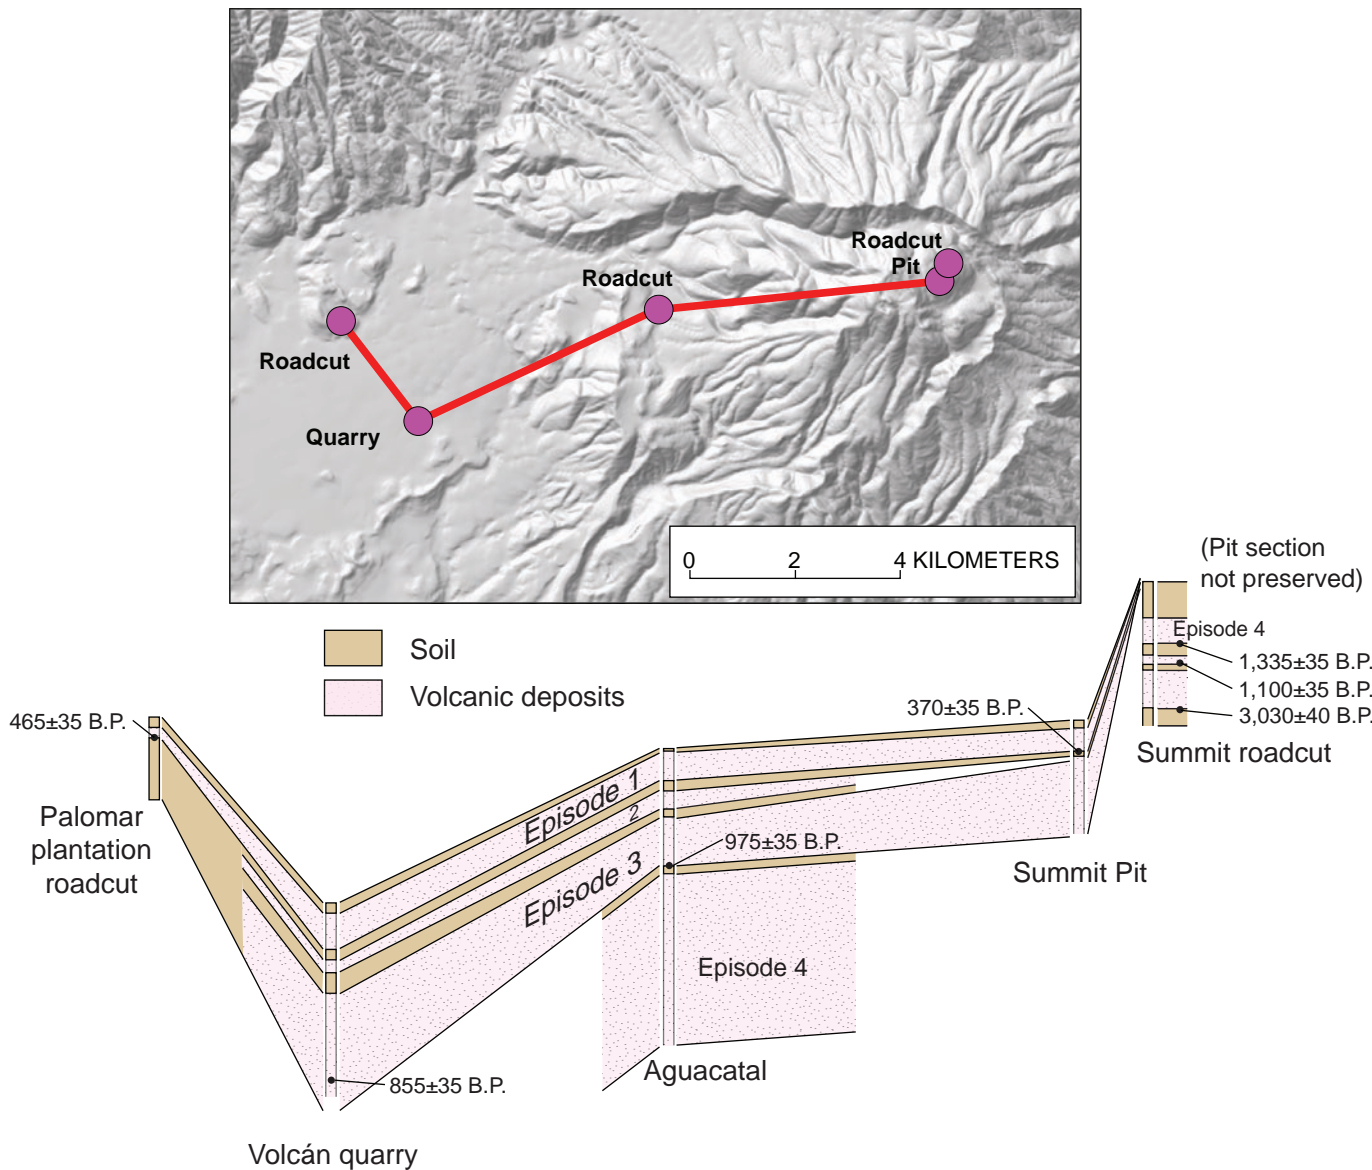 Roadcut
Pit
Roadcut
Roadcut
Quarry
0 2 4 KILOMETERS
(Pit section
not preserved)
Soil
Volcanic deposits
Episode 4
1,335±35 B.P.
1,100±35 B.P.
3,030±40 B.P.
Summit roadcut
465±35 B.P.
370±35 B.P.
Palomar
plantation
roadcut
Episode 1
2
Episode 3
975±35 B.P.
Summit Pit
Episode 4
Aguacatal
855±35 B.P.
Volcán quarry